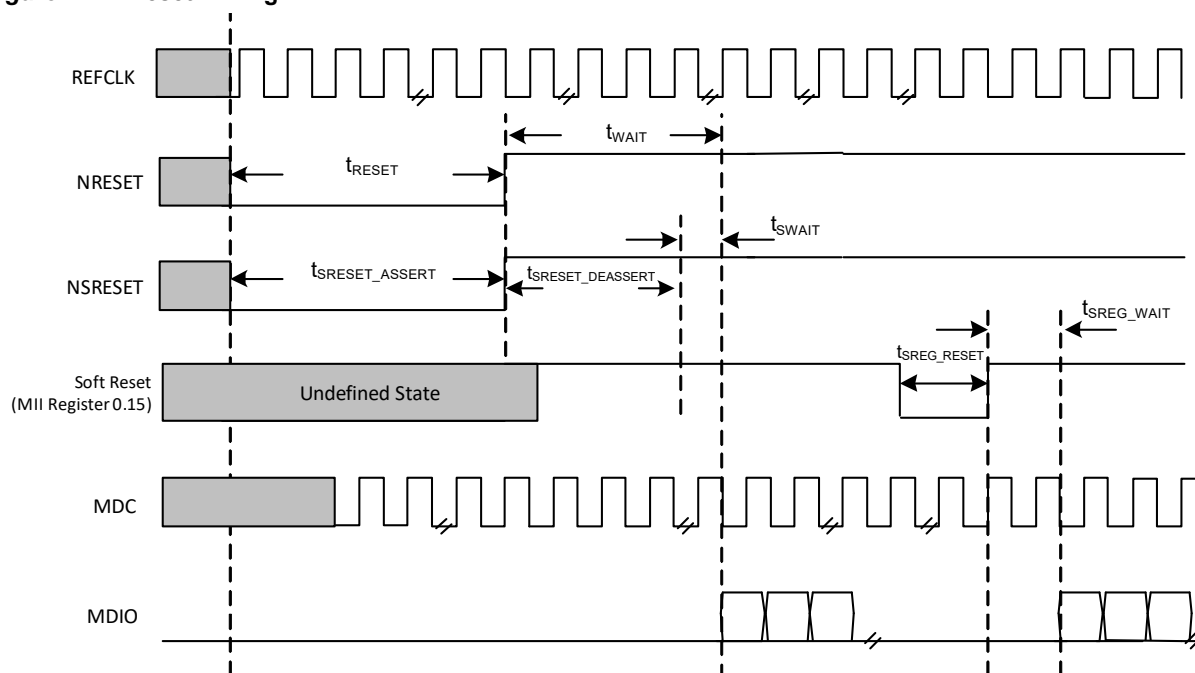 REFCLK
tWAIT
NRESET
tRESET
tSWAIT
NSRESET
tSRESET_ASSERT
tSRESET_DEASSERT
tSREG_WAIT
tSREG_RESET
Soft Reset
(MII Register 0.15)
Undefined State
MDC
MDIO